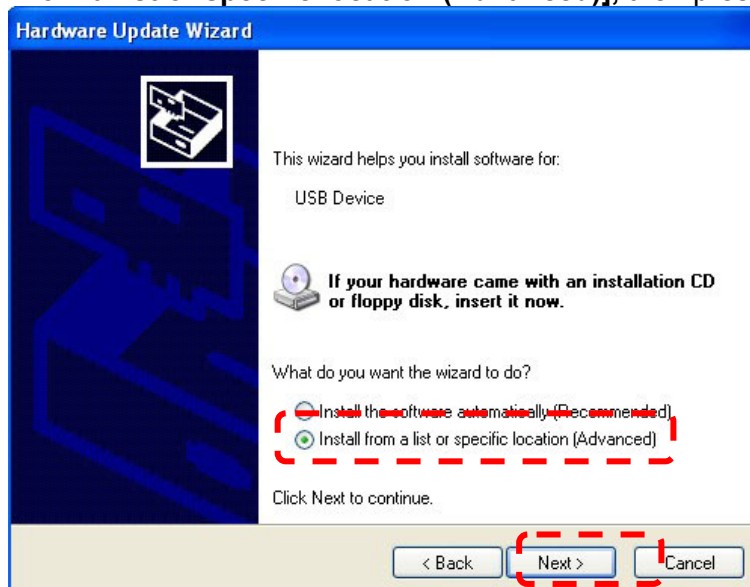 Hardware Update Wizard
This wizard helps you install software for:
USB Device
If your hardware came with an installation CD
or floppy disk, insert it now.
What do you want the wizard to do?
Install the software automatically (Recommended)
Install from a list or specific location (Advanced)
Click Next to continue.
< Back Next > Cancel